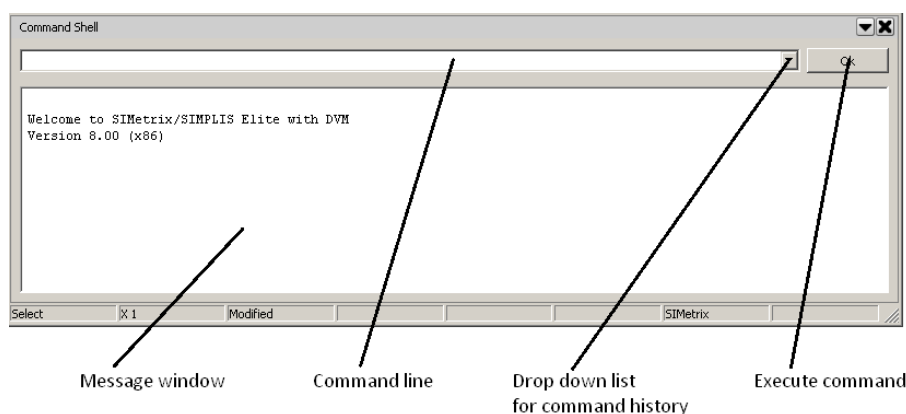 Command Shell
Ok
Welcome to SIMetrix/SIMPLIS Elite with DVM
Version 8.00 (x86)
Select
X 1
Modified
SIMetrix
Message window
Command line
Drop down list
for command history
Execute command